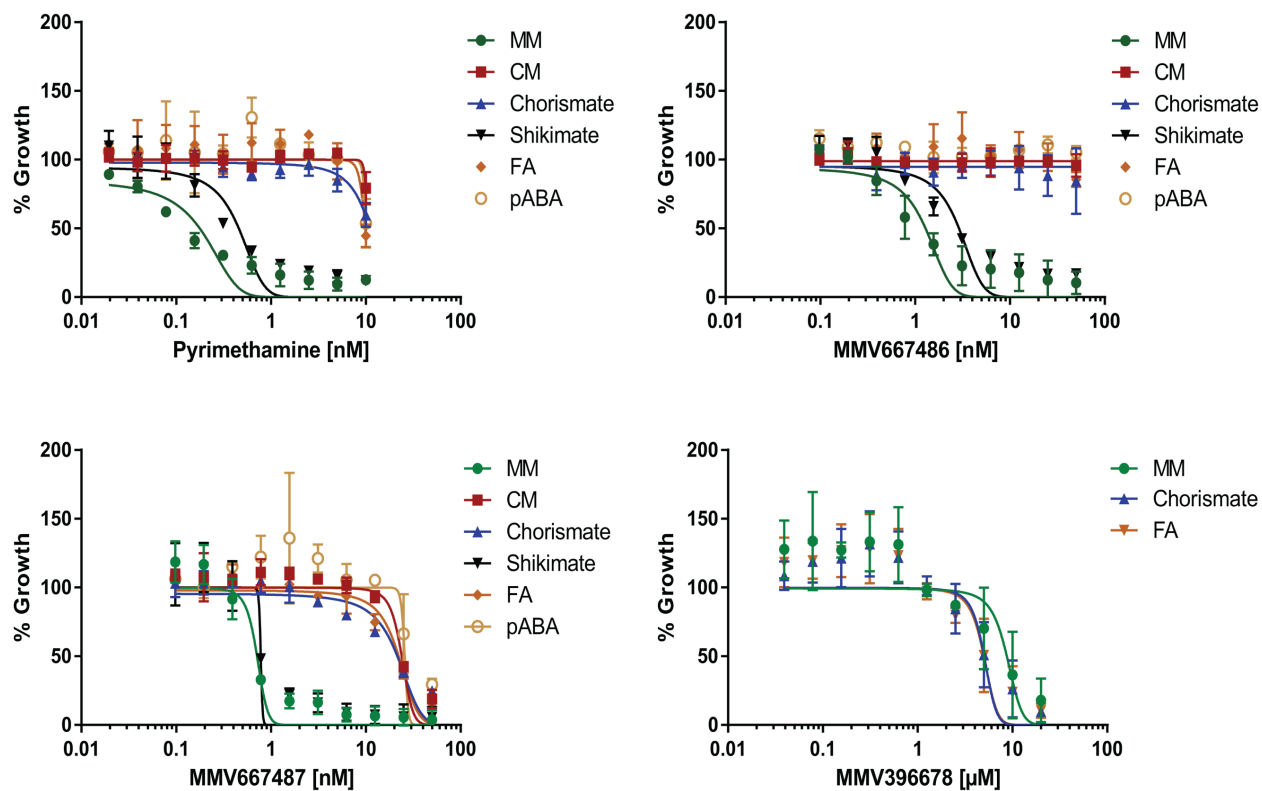 200
150
100
50
0
% Growth
0.01 0.1 1 10 100
Pyrimethamine [nM]
MM
CM
Chorismate
Shikimate
FA
pABA
200
150
100
50
0
% Growth
0.01 0.1 1 10 100
MMV667486 [nM]
MM
CM
Chorismate
Shikimate
FA
pABA
200
150
100
50
0
% Growth
0.01 0.1 1 10 100
MMV667487 [nM]
MM
CM
Chorismate
Shikimate
FA
pABA
200
150
100
50
0
% Growth
0.01 0.1 1 10 100
MMV396678 [µM]
MM
Chorismate
FA